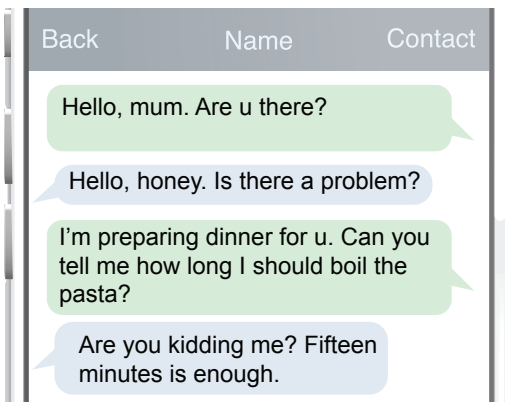 Back Name Contact
Hello, mum. Are u there?
Hello, honey. Is there a problem?
I'm preparing dinner for u. Can you
tell me how long I should boil the
pasta?
Are you kidding me? Fifteen
minutes is enough.